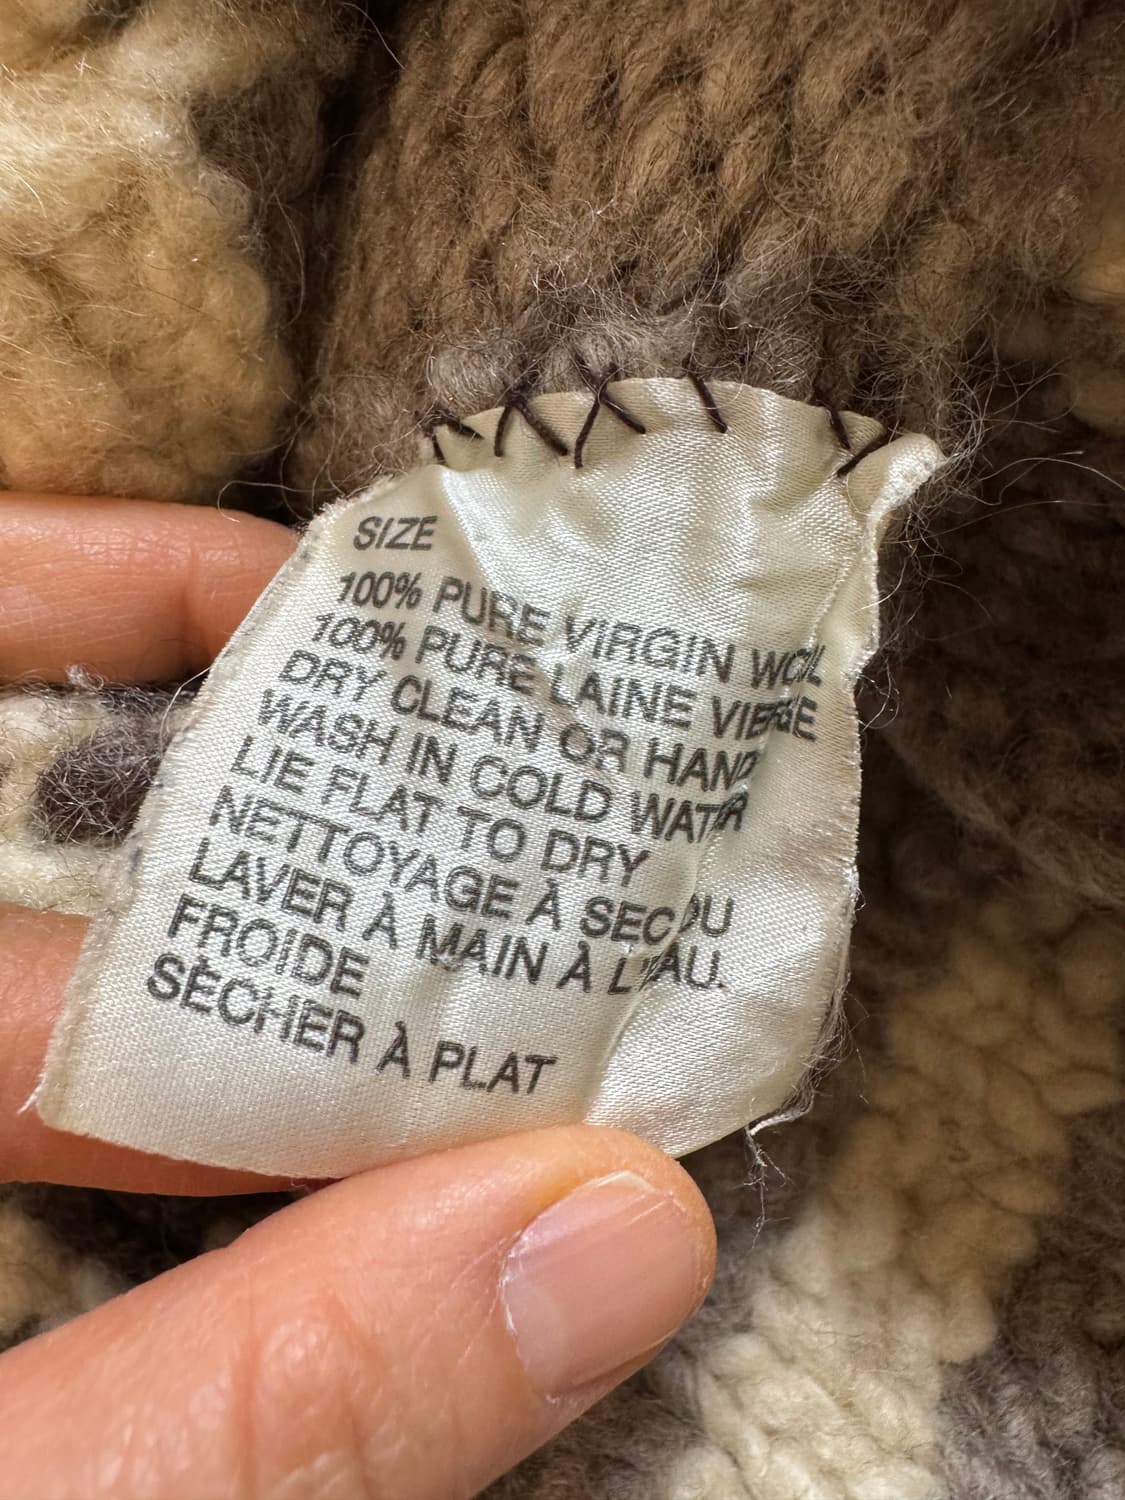 SIZE
100% PURE VIRGIN WOOL
100% PURE LAINE VIERGE
DRY CLEAN OR HAND
WASH IN COLD WATER
LIE FLAT TO DRY
NETTOYAGE À SEC OU
LAVER À MAIN À L'EAU.
FROIDE
SÈCHER À PLAT